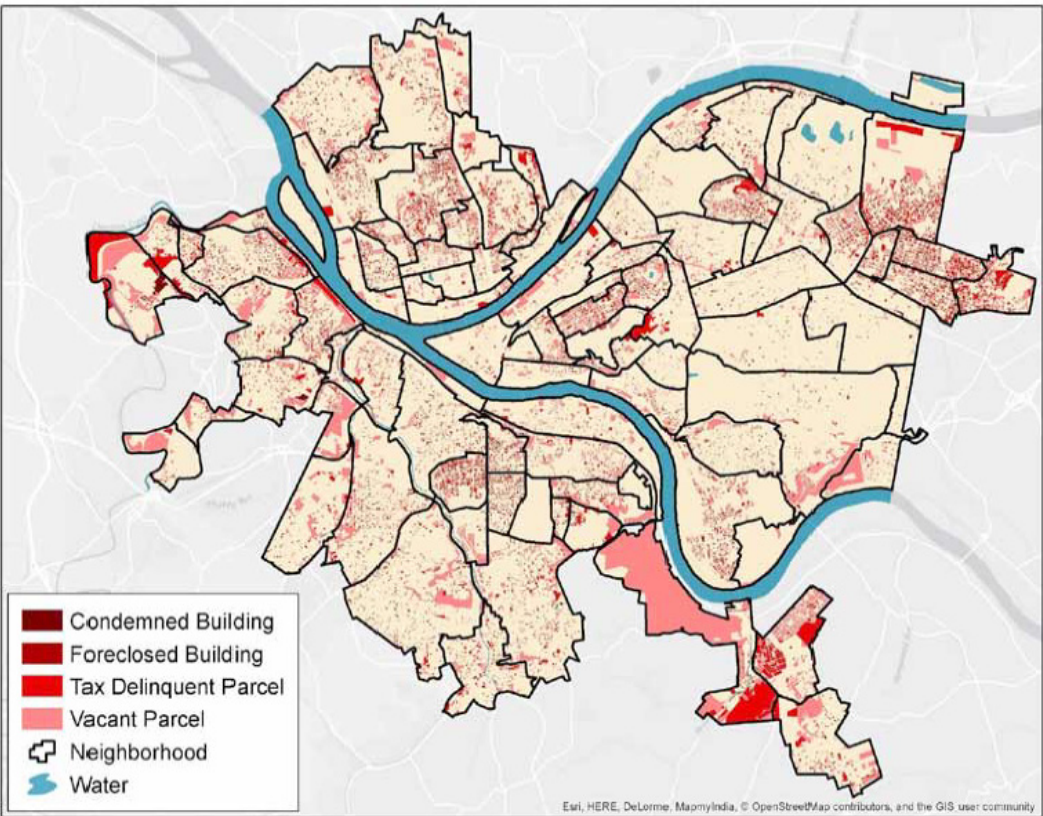 Condemned Building
Foreclosed Building
Tax Delinquent Parcel
Vacant Parcel
Neighborhood
Water
Esri, HERE, DeLorme, MapmyIndia, © OpenStreetMap contributors, and the GIS user community